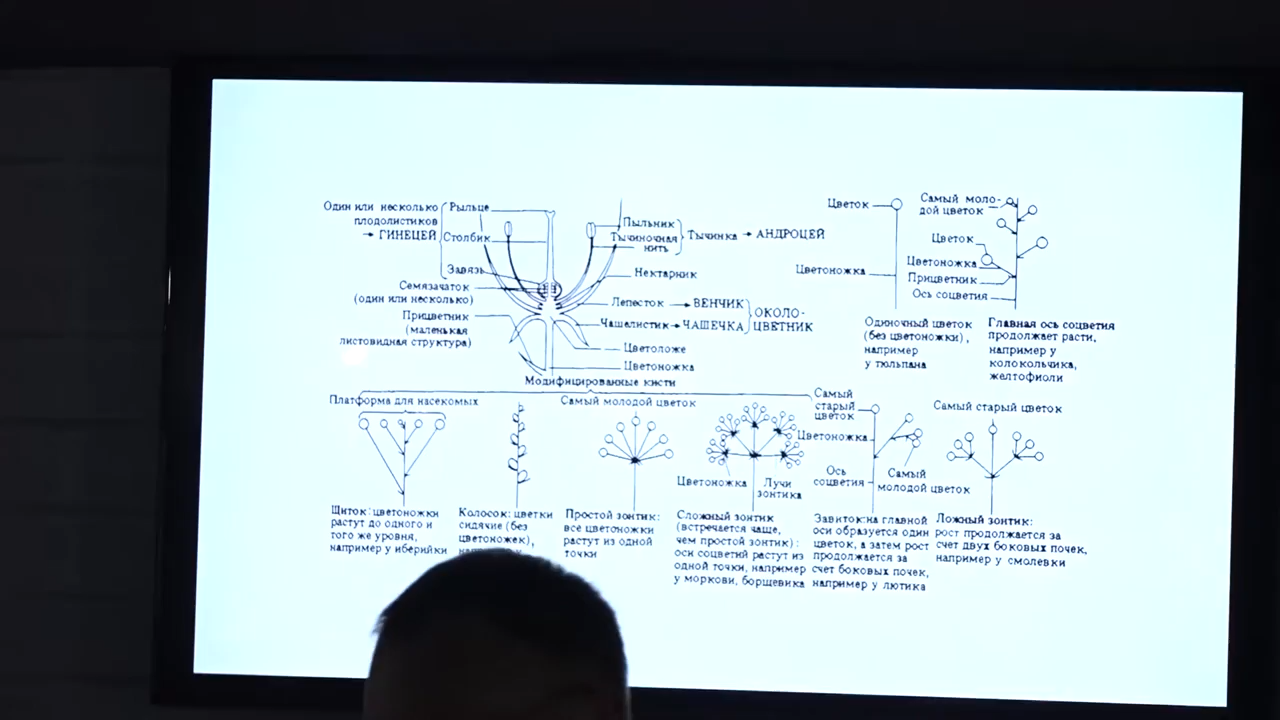 Один или несколько
плодолистиков
→ ГИНЕЦЕЙ
Рыльце
Столбик
Завязь
Семязачаток
(один или несколько)
Прицветник
(маленькая
листовидная структура)
Пыльник
Тычиночная
нить
Тычинка → АНДРОЦЕЙ
Нектарник
Лепесток → ВЕНЧИК
Чашелистик → ЧАШЕЧКА
ОКОЛО-
ЦВЕТНИК
Цветоложе
Цветоножка
Цветок
Цветоножка
Одиночный цветок
(без цветоножки),
например
у тюльпана
Самый моло-
дой цветок
Цветок
Цветоножка
Прицветник
Ось соцветия
Главная ось соцветия
продолжает расти,
например у
колокольчика,
желтофиоли
Модифицированные кисти
Платформа для насекомых
Щиток: цветоножки
растут до одного и
того же уровня,
например у иберийки
Колосок: цветки
сидячие (без
цветоножек),
Самый молодой цветок
Простой зонтик:
все цветоножки
растут из одной
точки
Цветоножка
Лучи
зонтика
Сложный зонтик
(встречается чаще,
чем простой зонтик):
оси соцветий растут из
одной точки, например
у моркови, борщевика
Самый
старый
цветок
Цветоножка
Ось
соцветия
Самый
молодой цветок
Завиток: на главной
оси образуется один
цветок, а затем рост
продолжается за
счет боковых почек,
например у лютика
Самый старый цветок
Ложный зонтик:
рост продолжается за
счет двух боковых почек,
например у смолевки